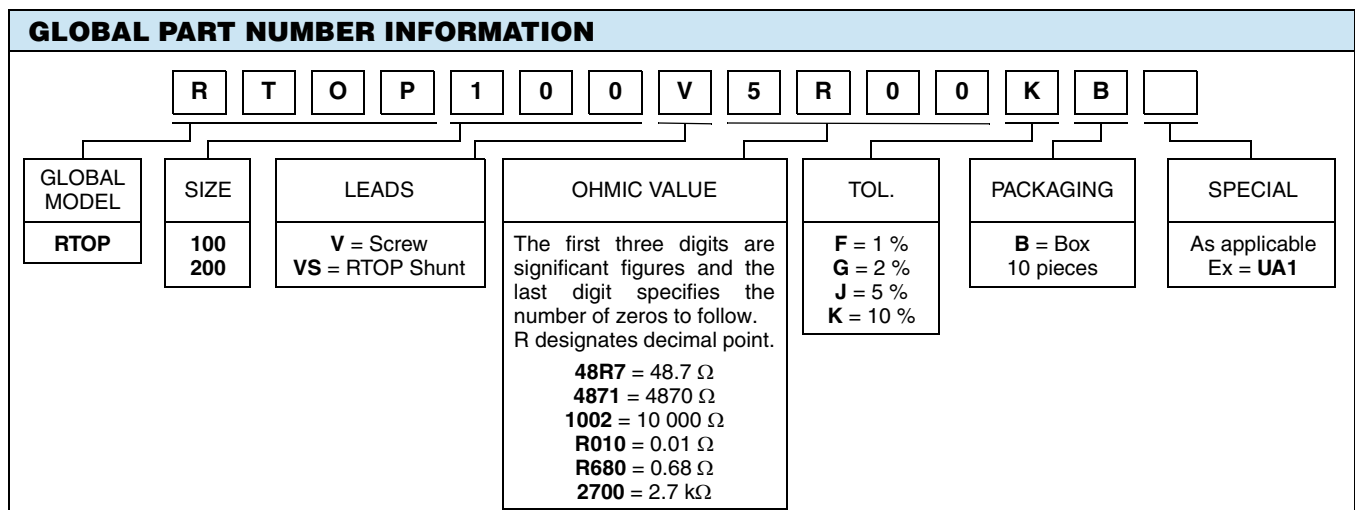 GLOBAL PART NUMBER INFORMATION
R T O P 1 0 0 V 5 R 0 0 K B
GLOBAL
MODEL
RTOP
SIZE
100
200
LEADS
V = Screw
VS = RTOP Shunt
OHMIC VALUE
The first three digits are
significant figures and the
last digit specifies the
number of zeros to follow.
R designates decimal point.
48R7 = 48.7 Ω
4871 = 4870 Ω
1002 = 10 000 Ω
R010 = 0.01 Ω
R680 = 0.68 Ω
2700 = 2.7 kΩ
TOL.
F = 1 %
G = 2 %
J = 5 %
K = 10 %
PACKAGING
B = Box
10 pieces
SPECIAL
As applicable
Ex = UA1